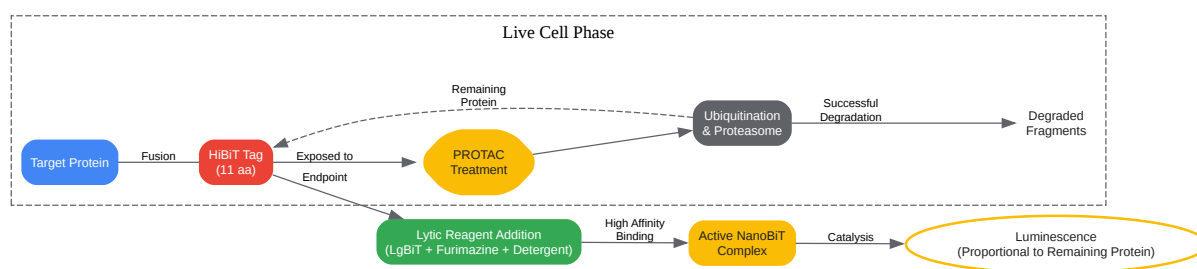 Live Cell Phase
Target Protein
Fusion
HiBiT Tag
(11 aa)
Exposed to
PROTAC
Treatment
Remaining
Protein
Ubiquitination
& Proteasome
Successful
Degradation
Degraded
Fragments
Endpoint
Lytic Reagent Addition
(LgBiT + Furimazine + Detergent)
High Affinity
Binding
Active NanoBiT
Complex
Catalysis
Luminescence
(Proportional to Remaining Protein)